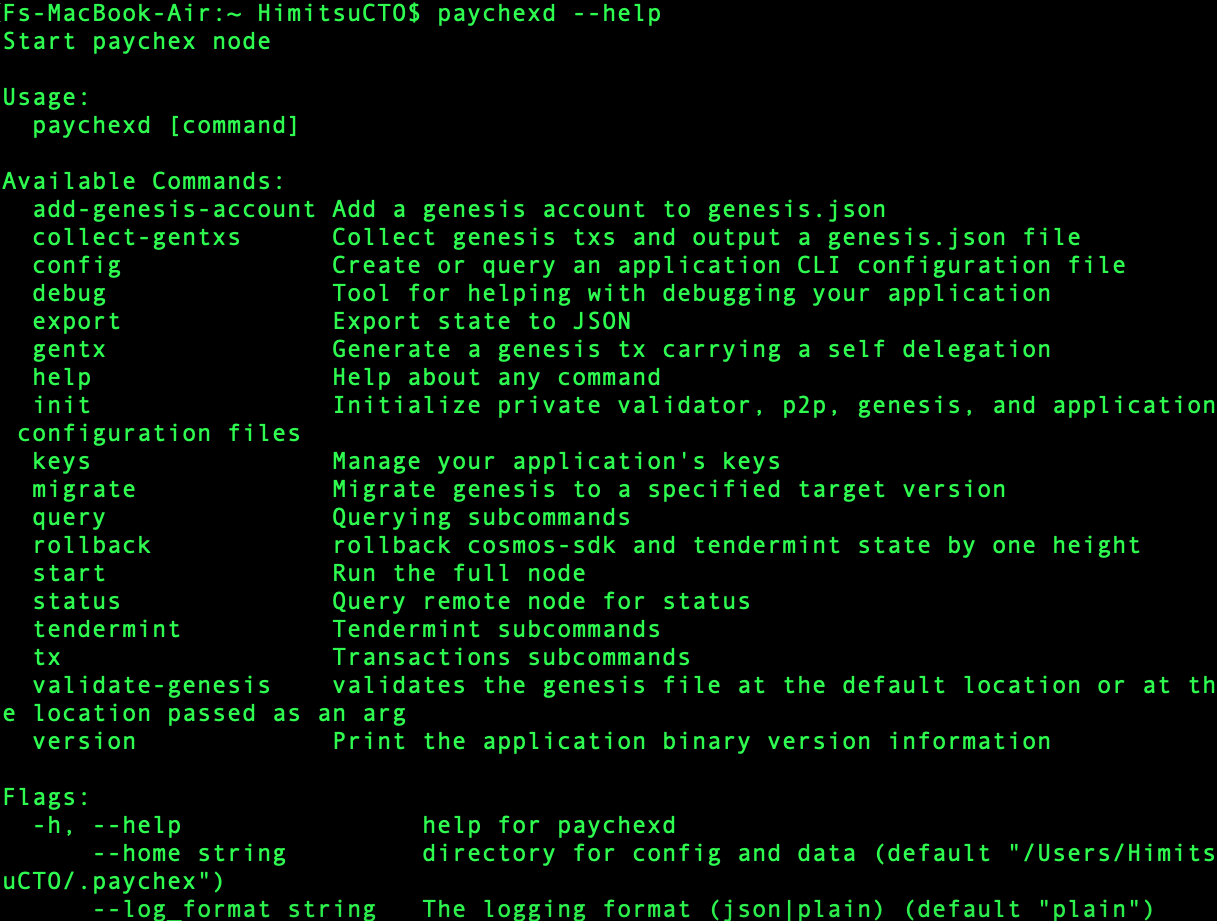 Fs-MacBook-Air:~ HimitsuCTO$ paychexd --help
Start paychex node

Usage:
  paychexd [command]

Available Commands:
  add-genesis-account Add a genesis account to genesis.json
  collect-gentxs      Collect genesis txs and output a genesis.json file
  config              Create or query an application CLI configuration file
  debug               Tool for helping with debugging your application
  export              Export state to JSON
  gentx               Generate a genesis tx carrying a self delegation
  help                Help about any command
  init                Initialize private validator, p2p, genesis, and application
 configuration files
  keys                Manage your application's keys
  migrate             Migrate genesis to a specified target version
  query               Querying subcommands
  rollback            rollback cosmos-sdk and tendermint state by one height
  start               Run the full node
  status              Query remote node for status
  tendermint          Tendermint subcommands
  tx                  Transactions subcommands
  validate-genesis    validates the genesis file at the default location or at th
e location passed as an arg
  version             Print the application binary version information

Flags:
  -h, --help                help for paychexd
      --home string         directory for config and data (default "/Users/Himits
uCTO/.paychex")
      --log_format string   The logging format (json|plain) (default "plain")